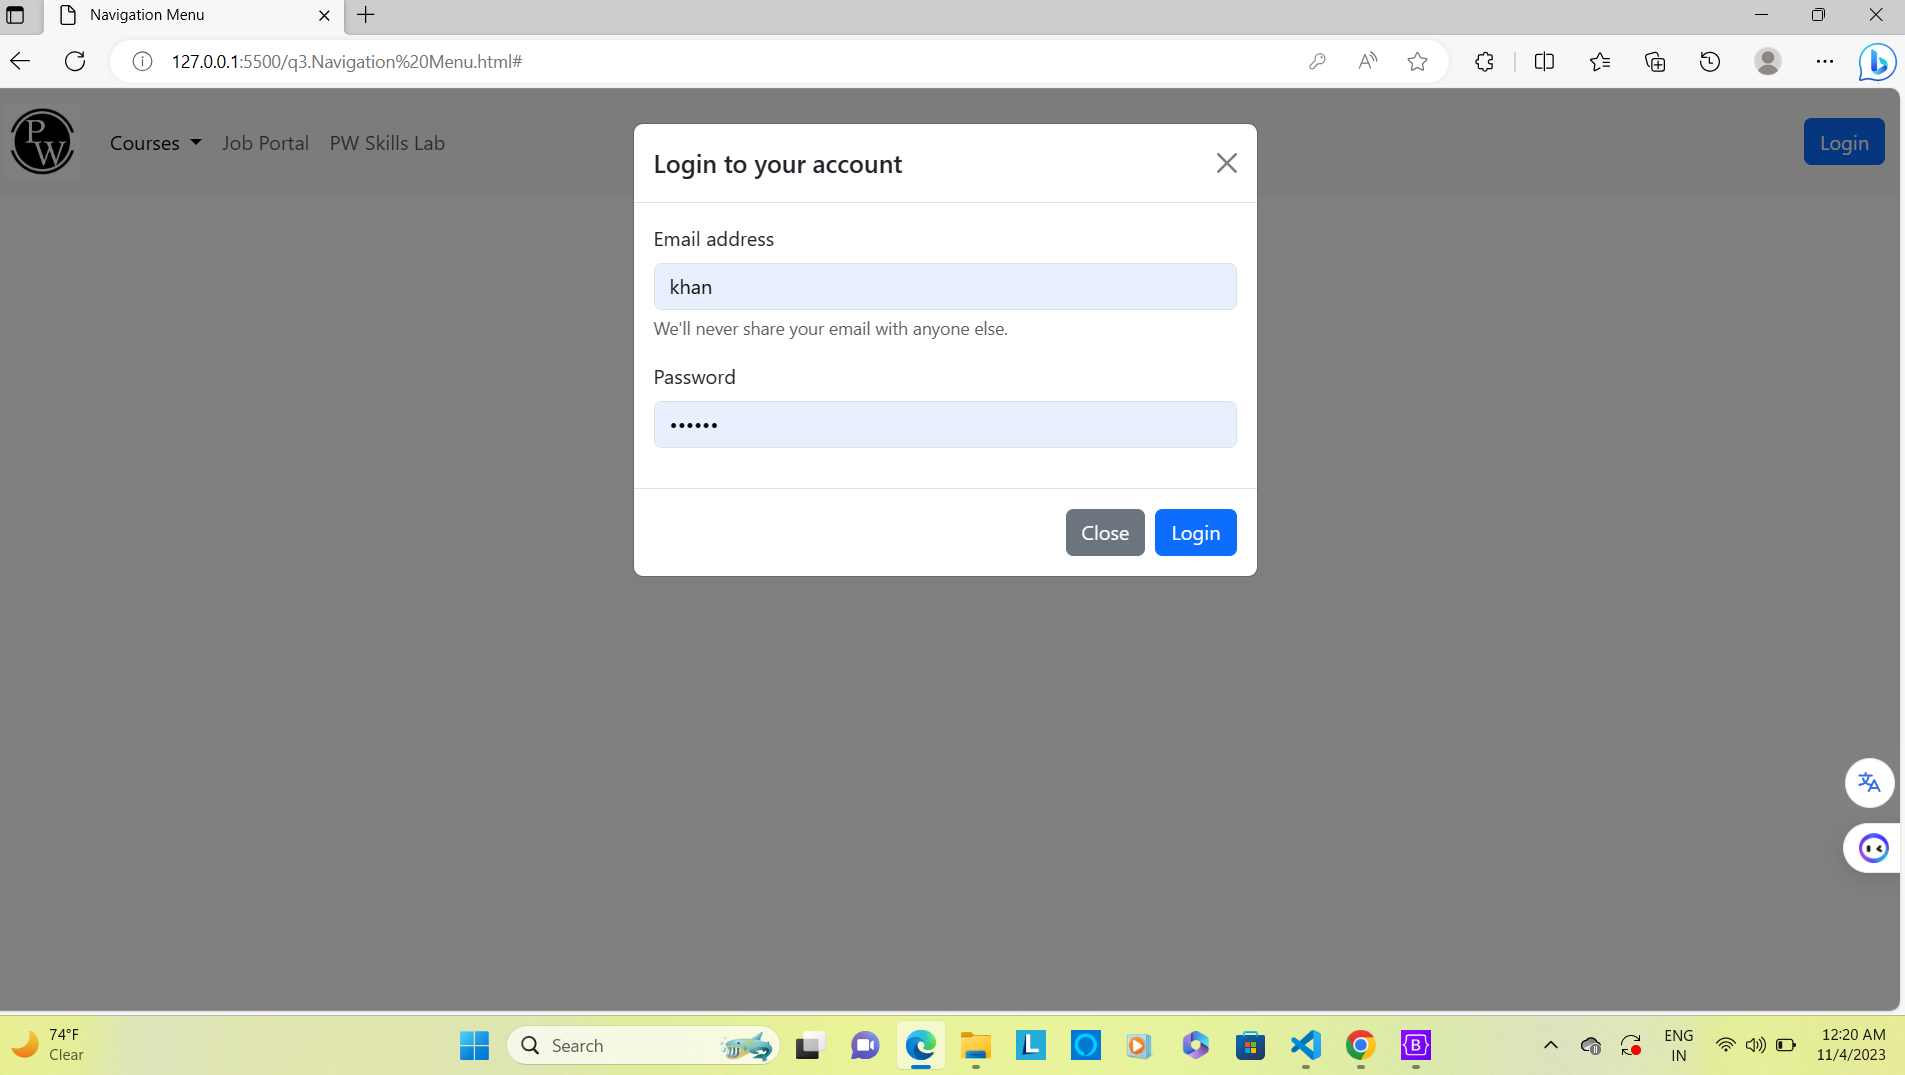 Navigation Menu
127.0.0.1:5500/q3.Navigation%20Menu.html#
PW
Courses
Job Portal
PW Skills Lab
Login
Login to your account
Email address
khan
We'll never share your email with anyone else.
Password
••••••
Close
Login
74°F
Clear
Search
ENG
IN
12:20 AM
11/4/2023